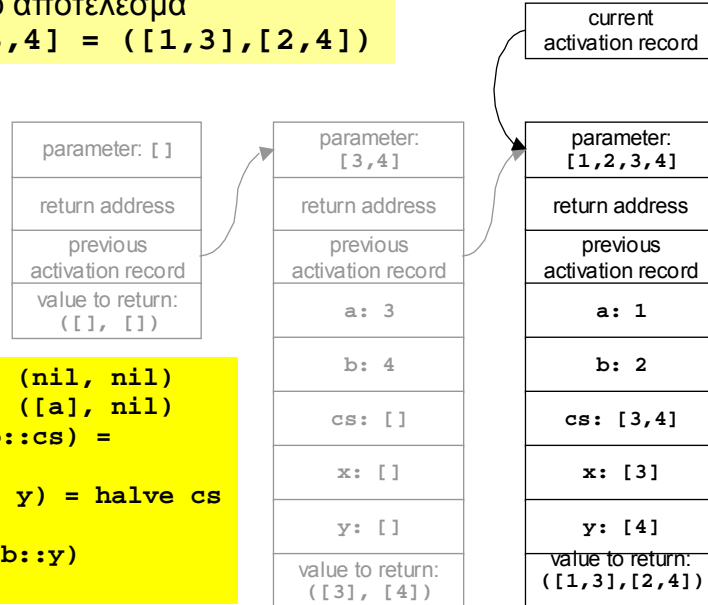 αποτέλεσμα
,4] = ([1,3],[2,4])
current
activation record
parameter: []
return address
previous
activation record
value to return:
([], [])
parameter:
[3,4]
return address
previous
activation record
a: 3
b: 4
cs: []
x: []
y: []
value to return:
([3], [4])
parameter:
[1,2,3,4]
return address
previous
activation record
a: 1
b: 2
cs: [3,4]
x: [3]
y: [4]
value to return:
([1,3],[2,4])
(nil, nil)
([a], nil)
::cs) =
y) = halve cs
b::y)